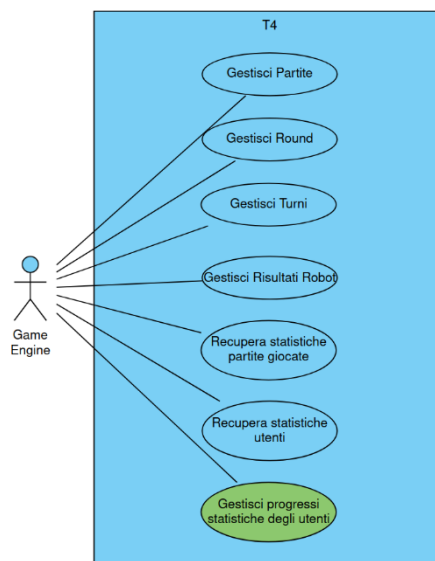 T4
Gestisci Partite
Gestisci Round
Gestisci Turni
Gestisci Risultati Robot
Game
Engine
Recupera statistiche
partite giocate
Recupera statistiche
utenti
Gestisci progressi
statistiche degli utenti